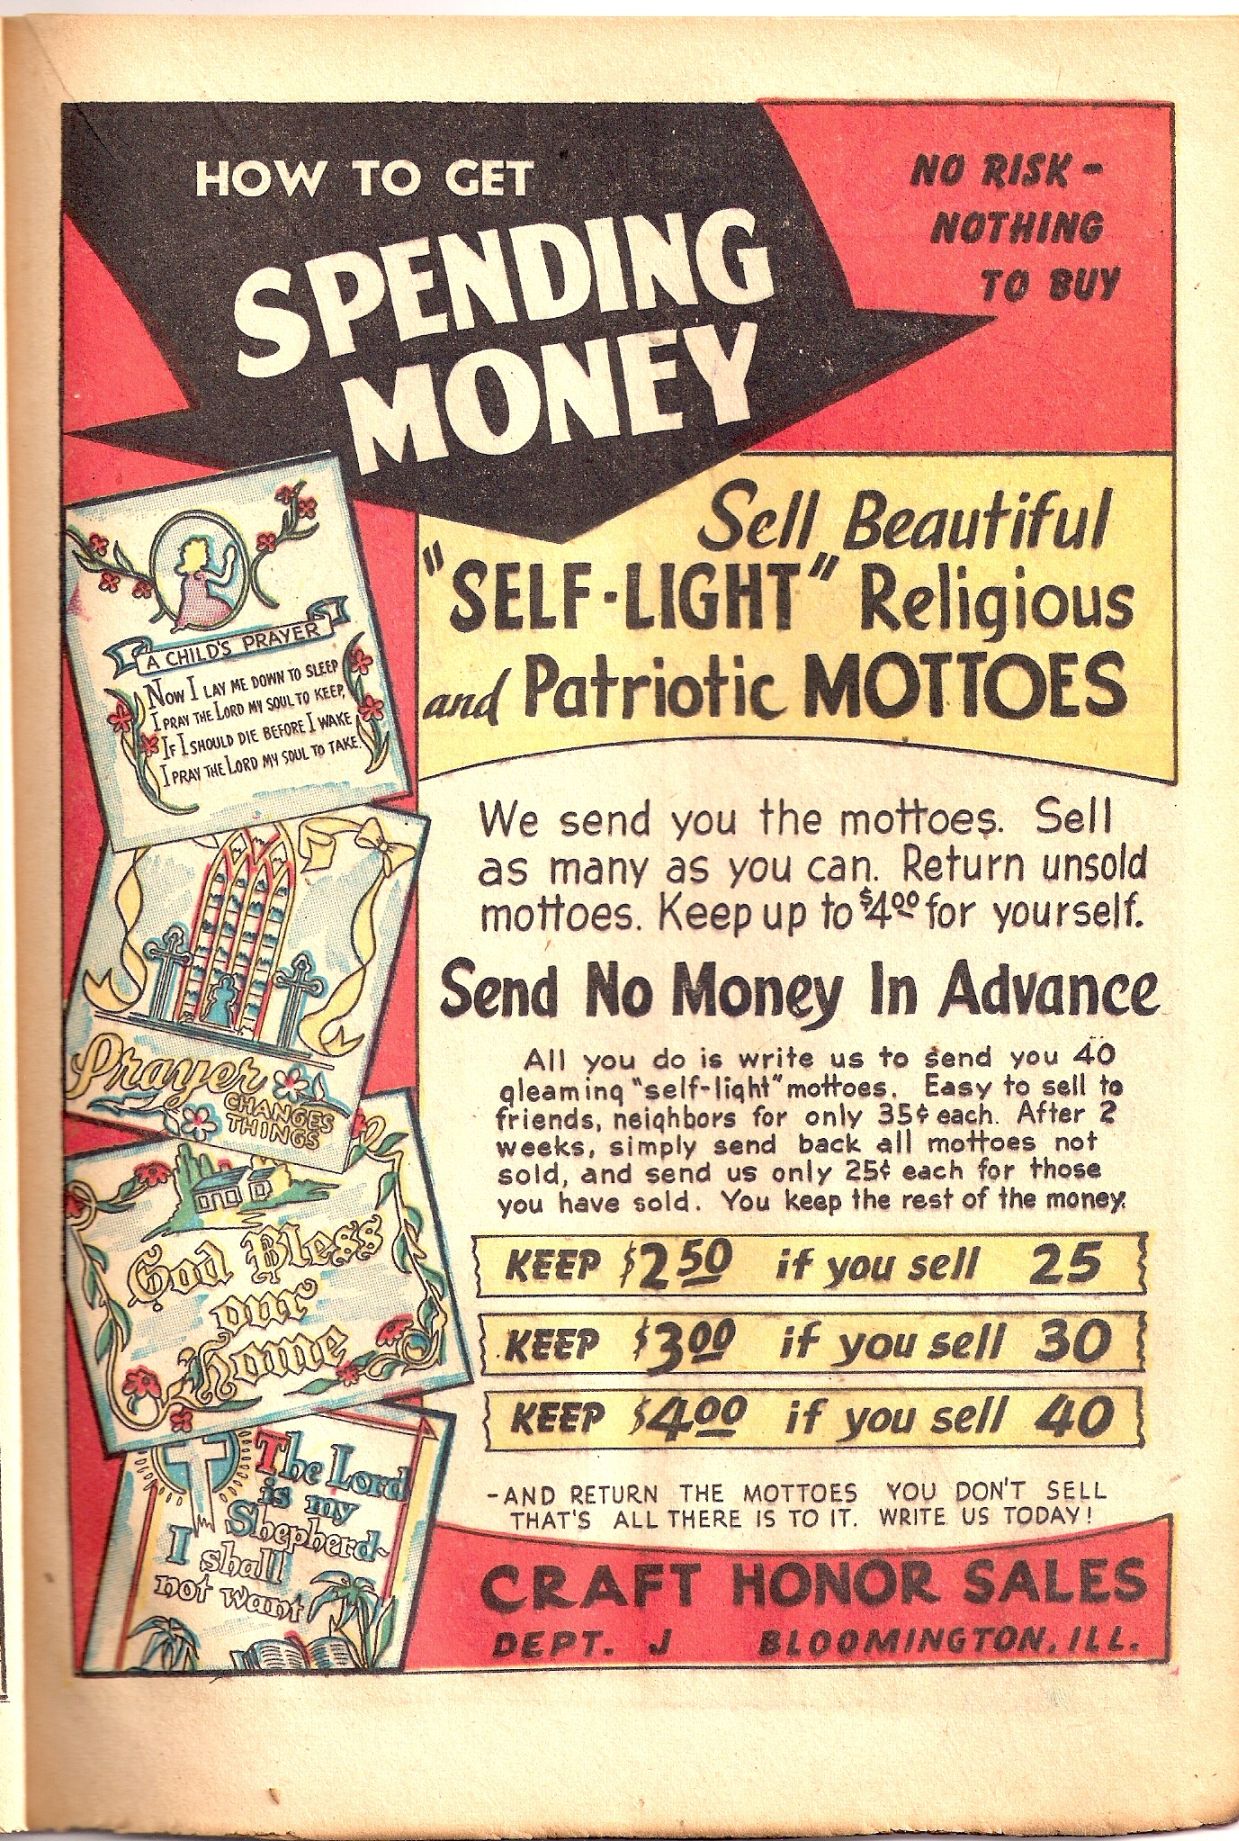 HOW TO GET
SPENDING
MONEY
NO RISK -
NOTHING
TO BUY
Sell Beautiful
"SELF-LIGHT" Religious
and Patriotic MOTTOES
A CHILD'S PRAYER
NOW I LAY ME DOWN TO SLEEP
I PRAY THE LORD MY SOUL TO KEEP,
IF I SHOULD DIE BEFORE I WAKE
I PRAY THE LORD MY SOUL TO TAKE.
Prayer
CHANGES
THINGS
God Bless
our
home
The Lord
is my
Shepherd-
I shall
not want
We send you the mottoes. Sell
as many as you can. Return unsold
mottoes. Keep up to $4.00 for yourself.
Send No Money In Advance
All you do is write us to send you 40
gleaming "self-light" mottoes. Easy to sell to
friends, neighbors for only 35¢ each. After 2
weeks, simply send back all mottoes not
sold, and send us only 25¢ each for those
you have sold. You keep the rest of the money.
KEEP $2.50 if you sell 25
KEEP $3.00 if you sell 30
KEEP $4.00 if you sell 40
-AND RETURN THE MOTTOES YOU DON'T SELL
THAT'S ALL THERE IS TO IT. WRITE US TODAY!
CRAFT HONOR SALES
DEPT. J BLOOMINGTON, ILL.